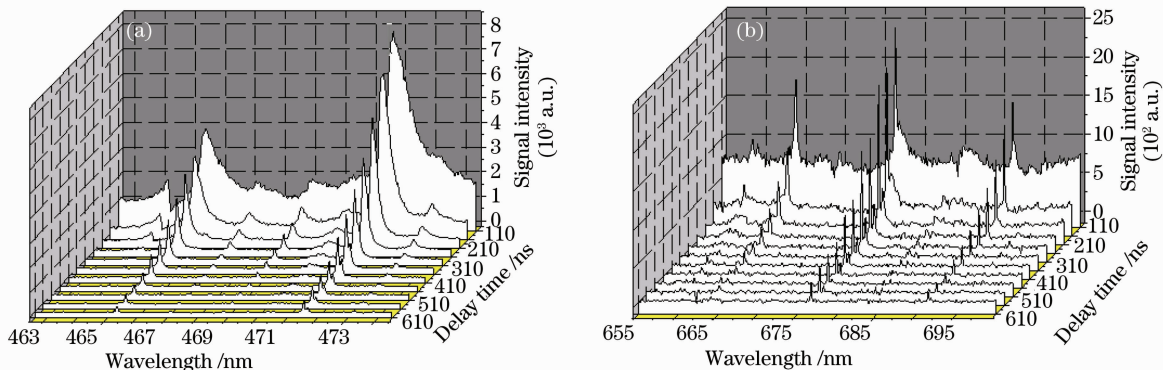 (a)
8
7
6
5
4
3
2
1
0
Signal intensity
(10³ a.u.)
110
210
310
410
510
610
Delay time /ns
463 465 467 469 471 473
Wavelength /nm
(b)
25
20
15
10
5
0
Signal intensity
(10² a.u.)
110
210
310
410
510
610
Delay time /ns
655 665 675 685 695
Wavelength /nm